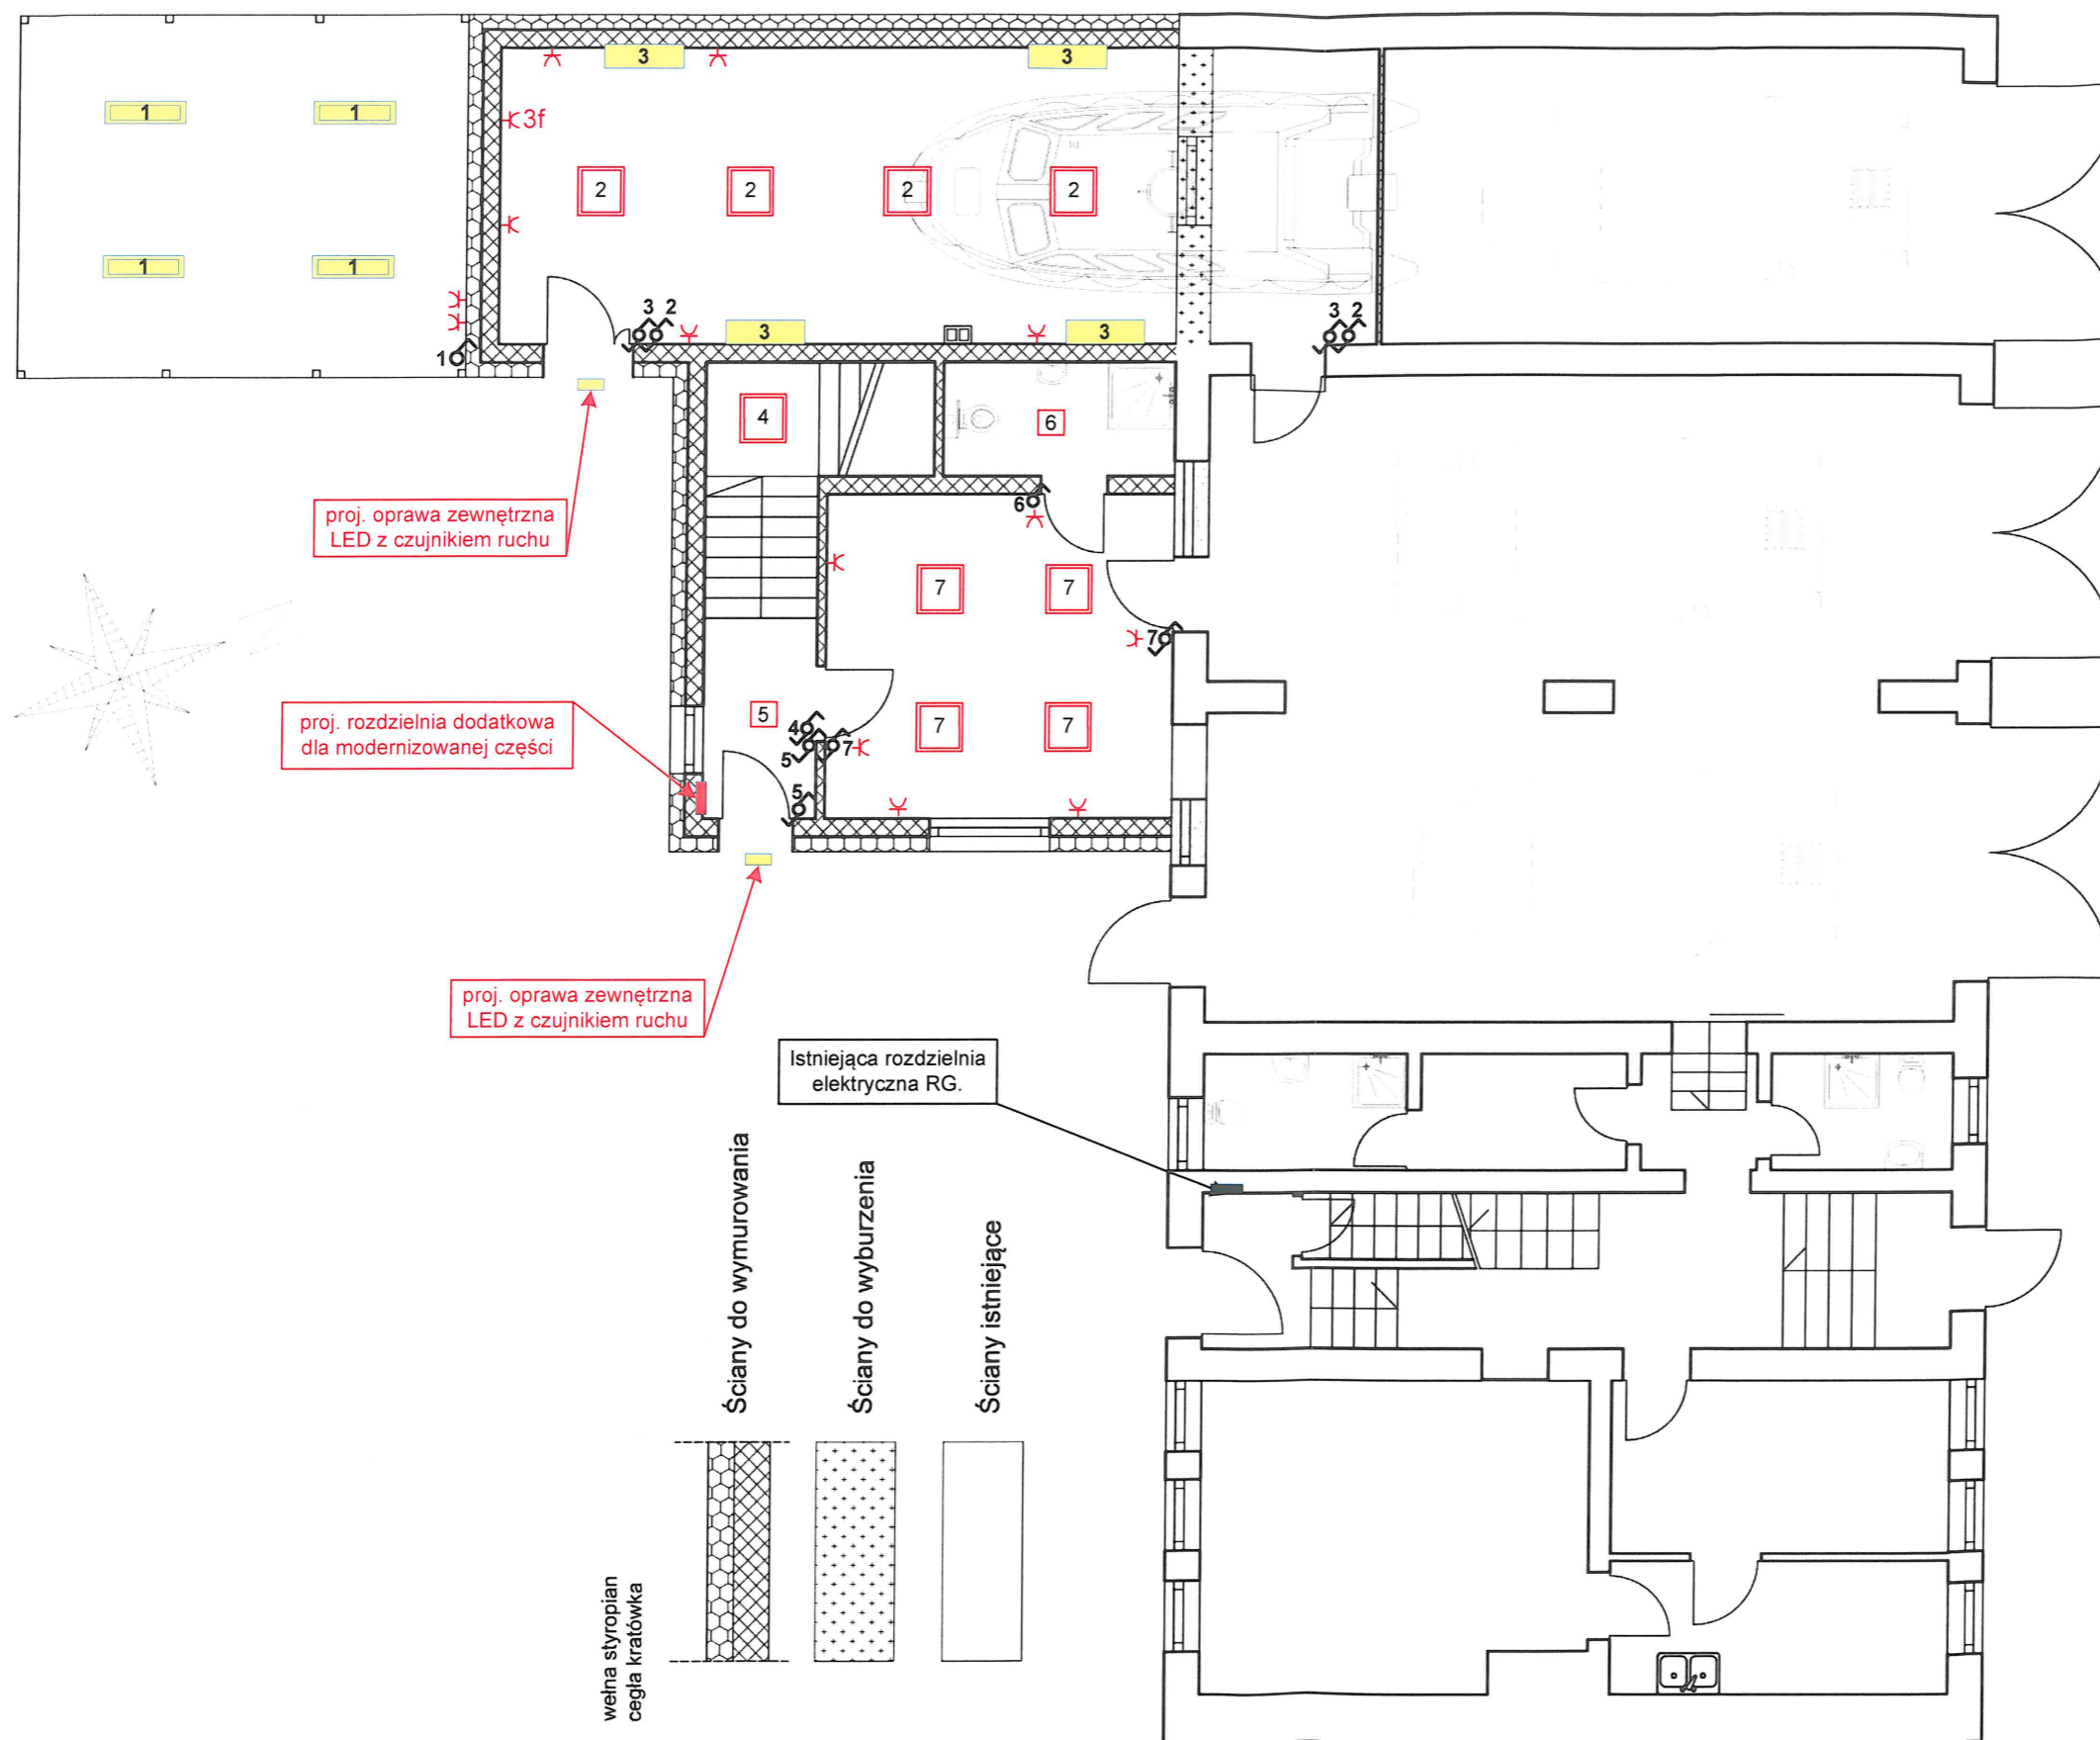 3 3
1 1
3f
2 2 2 2
1 1
3 2 3 2
3 3
1
4
6
proj. oprawa zewnętrzna
LED z czujnikiem ruchu
6
7 7
7
proj. rozdzielnia dodatkowa
dla modernizowanej części
5
4
7 7
5 7
5
proj. oprawa zewnętrzna
LED z czujnikiem ruchu
Istniejąca rozdzielnia
elektryczna RG.
Ściany do wymurowania
Ściany do wyburzenia
Ściany istniejące
wełna styropian
cegła kratówka